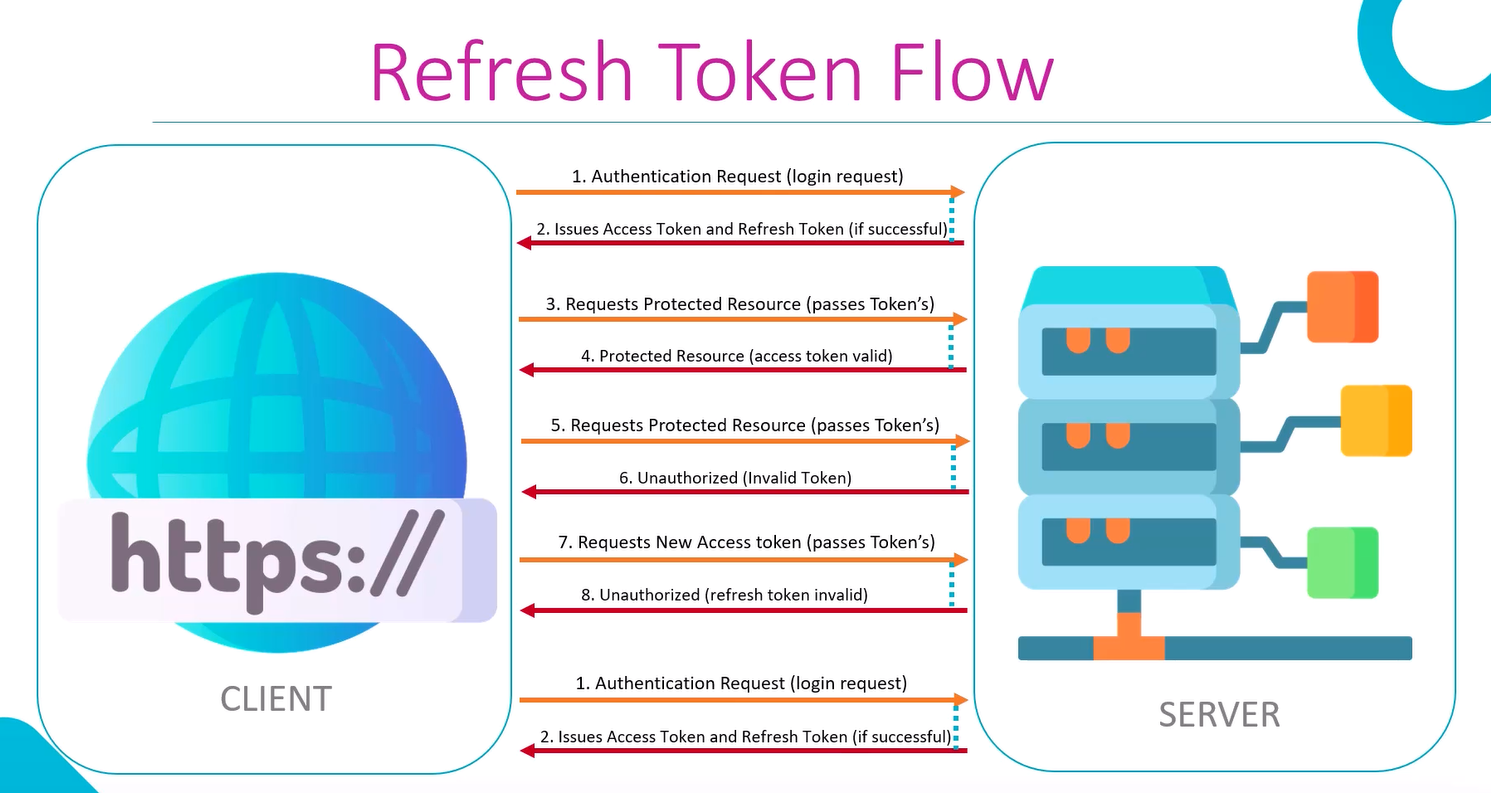 Refresh Token Flow
1. Authentication Request (login request)
2. Issues Access Token and Refresh Token (if successful)
3. Requests Protected Resource (passes Token’s)
4. Protected Resource (access token valid)
5. Requests Protected Resource (passes Token’s)
6. Unauthorized (Invalid Token)
7. Requests New Access token (passes Token’s)
8. Unauthorized (refresh token invalid)
1. Authentication Request (login request)
2. Issues Access Token and Refresh Token (if successful)
https://
CLIENT
SERVER